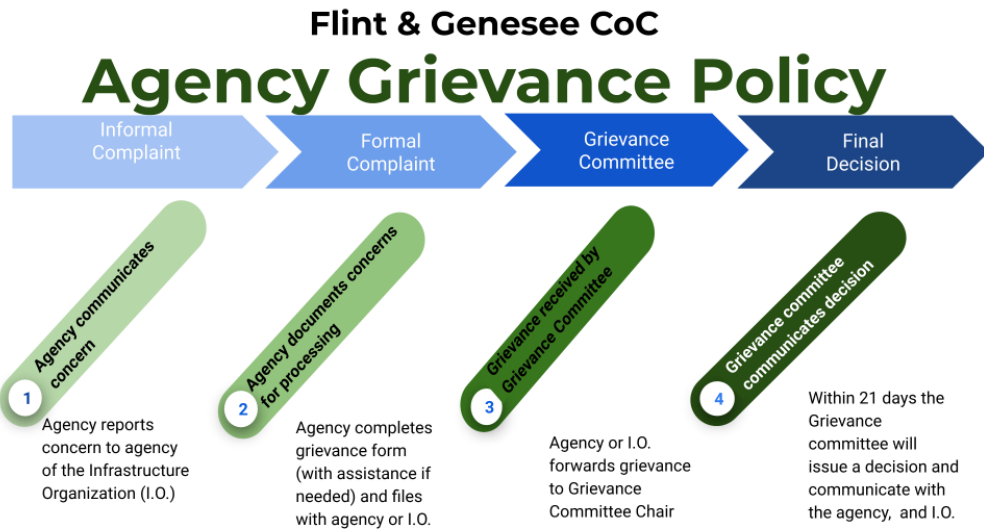 Flint & Genesee CoC
Agency Grievance Policy
Informal
Complaint
Formal
Complaint
Grievance
Committee
Final
Decision
Agency communicates
concern
1
Agency reports
concern to agency
of the Infrastructure
Organization (I.O.)
Agency documents concerns
for processing
2
Agency completes
grievance form
(with assistance if
needed) and files
with agency or I.O.
Grievance received by
Grievance Committee
3
Agency or I.O.
forwards grievance
to Grievance
Committee Chair
Grievance committee
communicates decision
4
Within 21 days the
Grievance
committee will
issue a decision and
communicate with
the agency, and I.O.